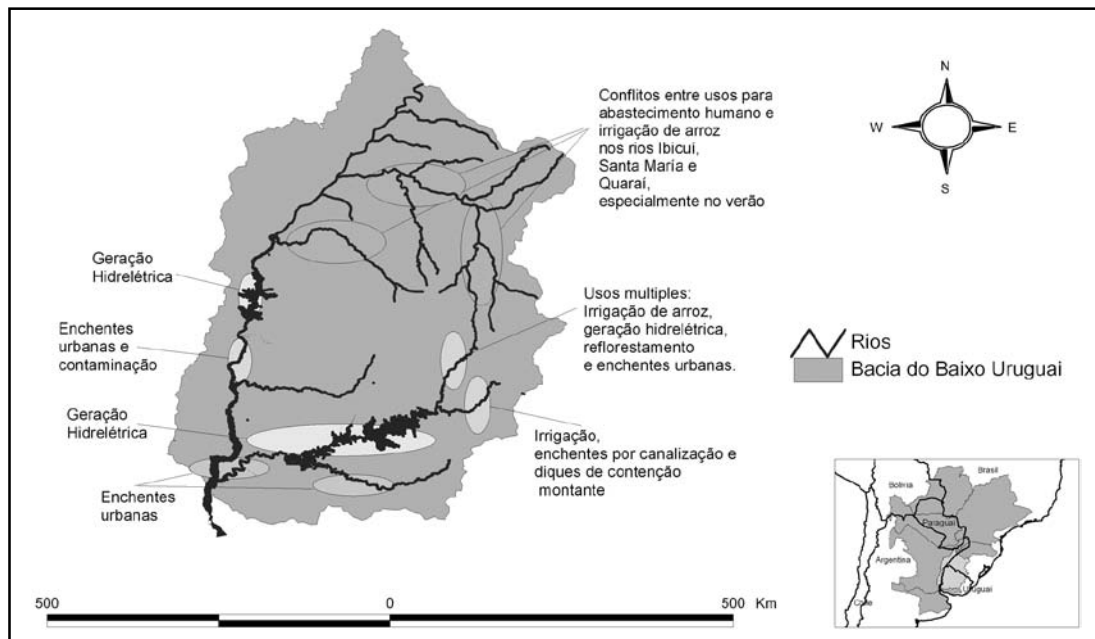 Conflitos entre usos para
abastecimento humano e
irrigação de arroz
nos rios Ibicuí,
Santa María e
Quaraí,
especialmente no verão
N
W
E
S
Geração
Hidrelétrica
Enchentes
urbanas e
contaminação
Usos multiples:
Irrigação de arroz,
geração hidrelétrica,
reflorestamento
e enchentes urbanas.
Rios
Bacia do Baixo Uruguai
Geração
Hidrelétrica
Irrigação,
enchentes por canalização e
diques de contenção
montante
Enchentes
urbanas
Bolivia
Brasil
Paraguai
Argentina
Chile
Uruguai
500
0
500
Km